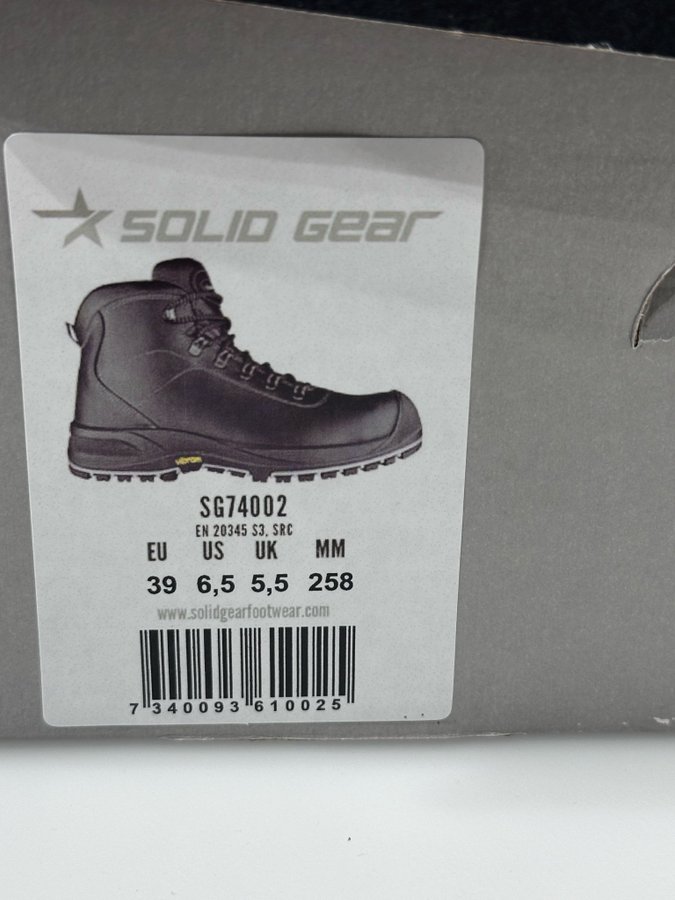 SOLID GEAR
vibram
SG74002
EN 20345 S3, SRC
EU US UK MM
39 6,5 5,5 258
www.solidgearfootwear.com
7 340093 610025